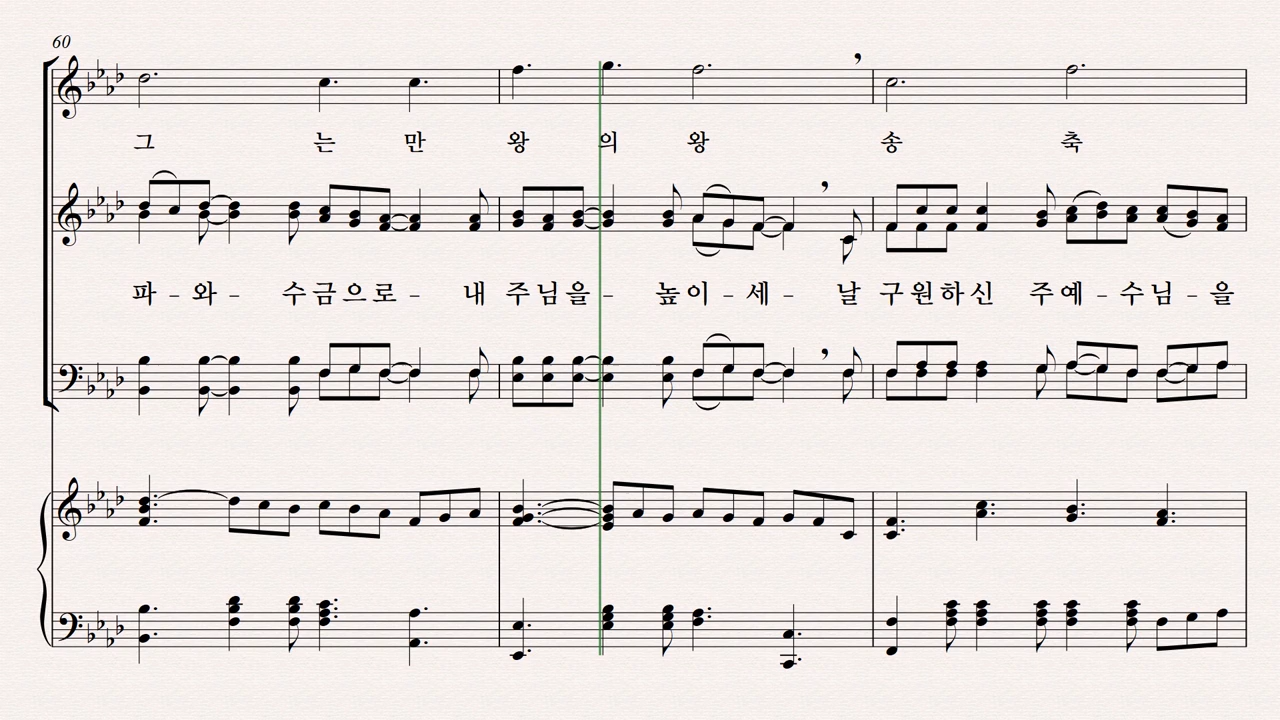 60
그 는 만 왕 의 왕 송 축
파 - 와 - 수 금 으 로 - 내 주 님 을 - 높 이 - 세 - 날 구 원 하 신 주 예 - 수 님 - 을